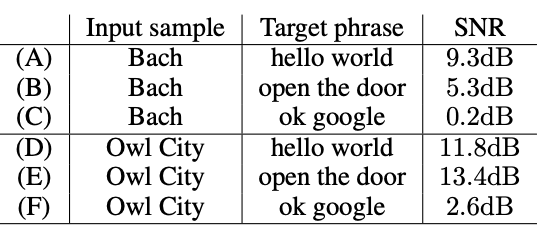 Input sample Target phrase SNR
(A) Bach hello world 9.3dB
(B) Bach open the door 5.3dB
(C) Bach ok google 0.2dB
(D) Owl City hello world 11.8dB
(E) Owl City open the door 13.4dB
(F) Owl City ok google 2.6dB